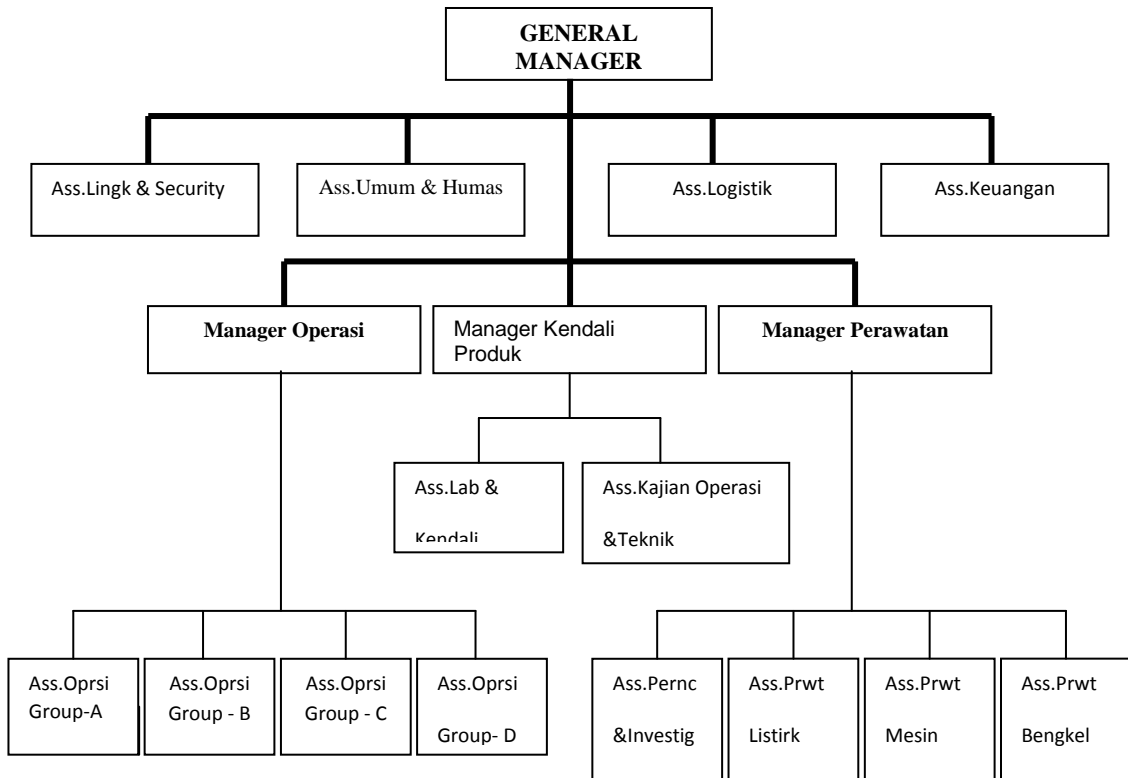 GENERAL
MANAGER
Ass.Lingk & Security
Ass.Umum & Humas
Ass.Logistik
Ass.Keuangan
Manager Operasi
Manager Kendali
Produk
Manager Perawatan
Ass.Lab &
Kendali
Ass.Kajian Operasi
&Teknik
Ass.Oprsi
Group-A
Ass.Oprsi
Group - B
Ass.Oprsi
Group - C
Ass.Oprsi
Group- D
Ass.Pernc
&Investig
Ass.Prwt
Listirk
Ass.Prwt
Mesin
Ass.Prwt
Bengkel